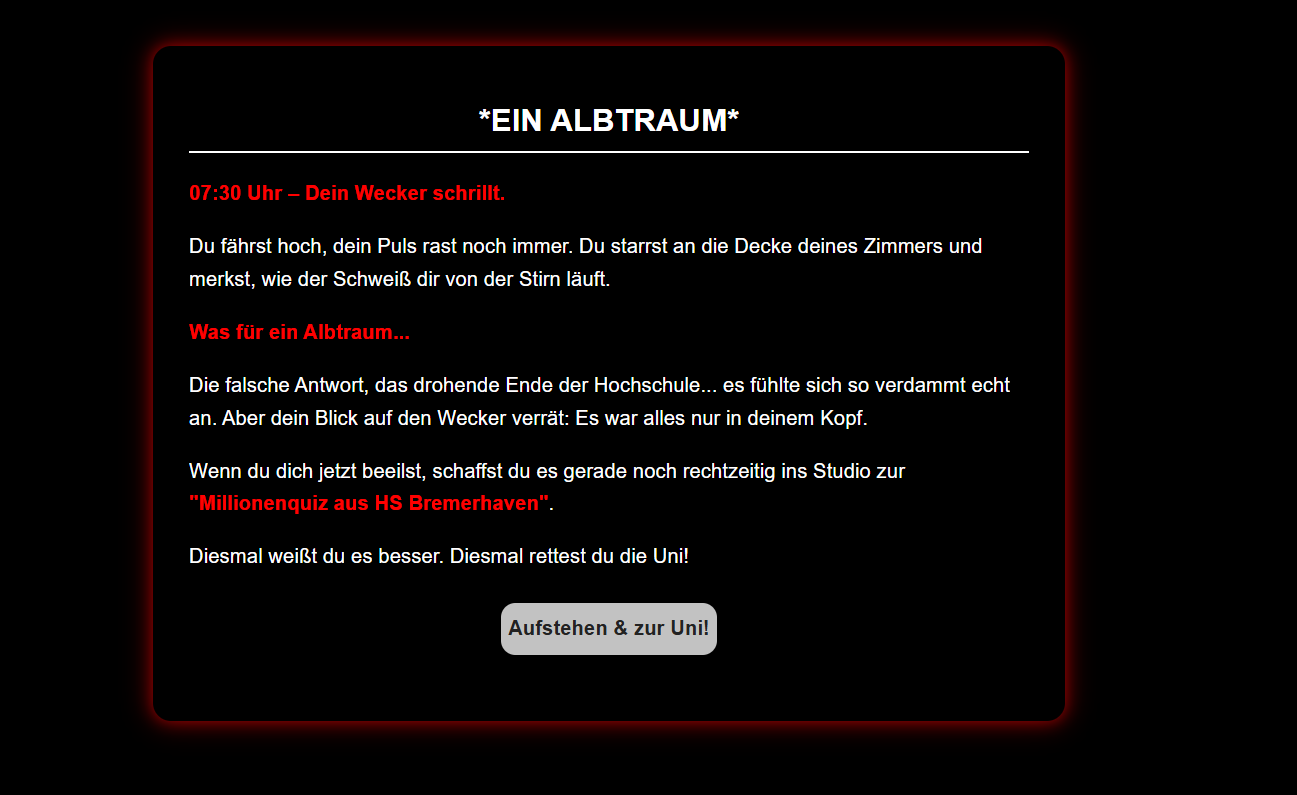 *EIN ALBTRAUM*
07:30 Uhr – Dein Wecker schrillt.
Du fährst hoch, dein Puls rast noch immer. Du starrst an die Decke deines Zimmers und
merkst, wie der Schweiß dir von der Stirn läuft.
Was für ein Albtraum...
Die falsche Antwort, das drohende Ende der Hochschule... es fühlte sich so verdammt echt
an. Aber dein Blick auf den Wecker verrät: Es war alles nur in deinem Kopf.
Wenn du dich jetzt beeilst, schaffst du es gerade noch rechtzeitig ins Studio zur
"Millionenquiz aus HS Bremerhaven".
Diesmal weißt du es besser. Diesmal rettest du die Uni!
Aufstehen & zur Uni!